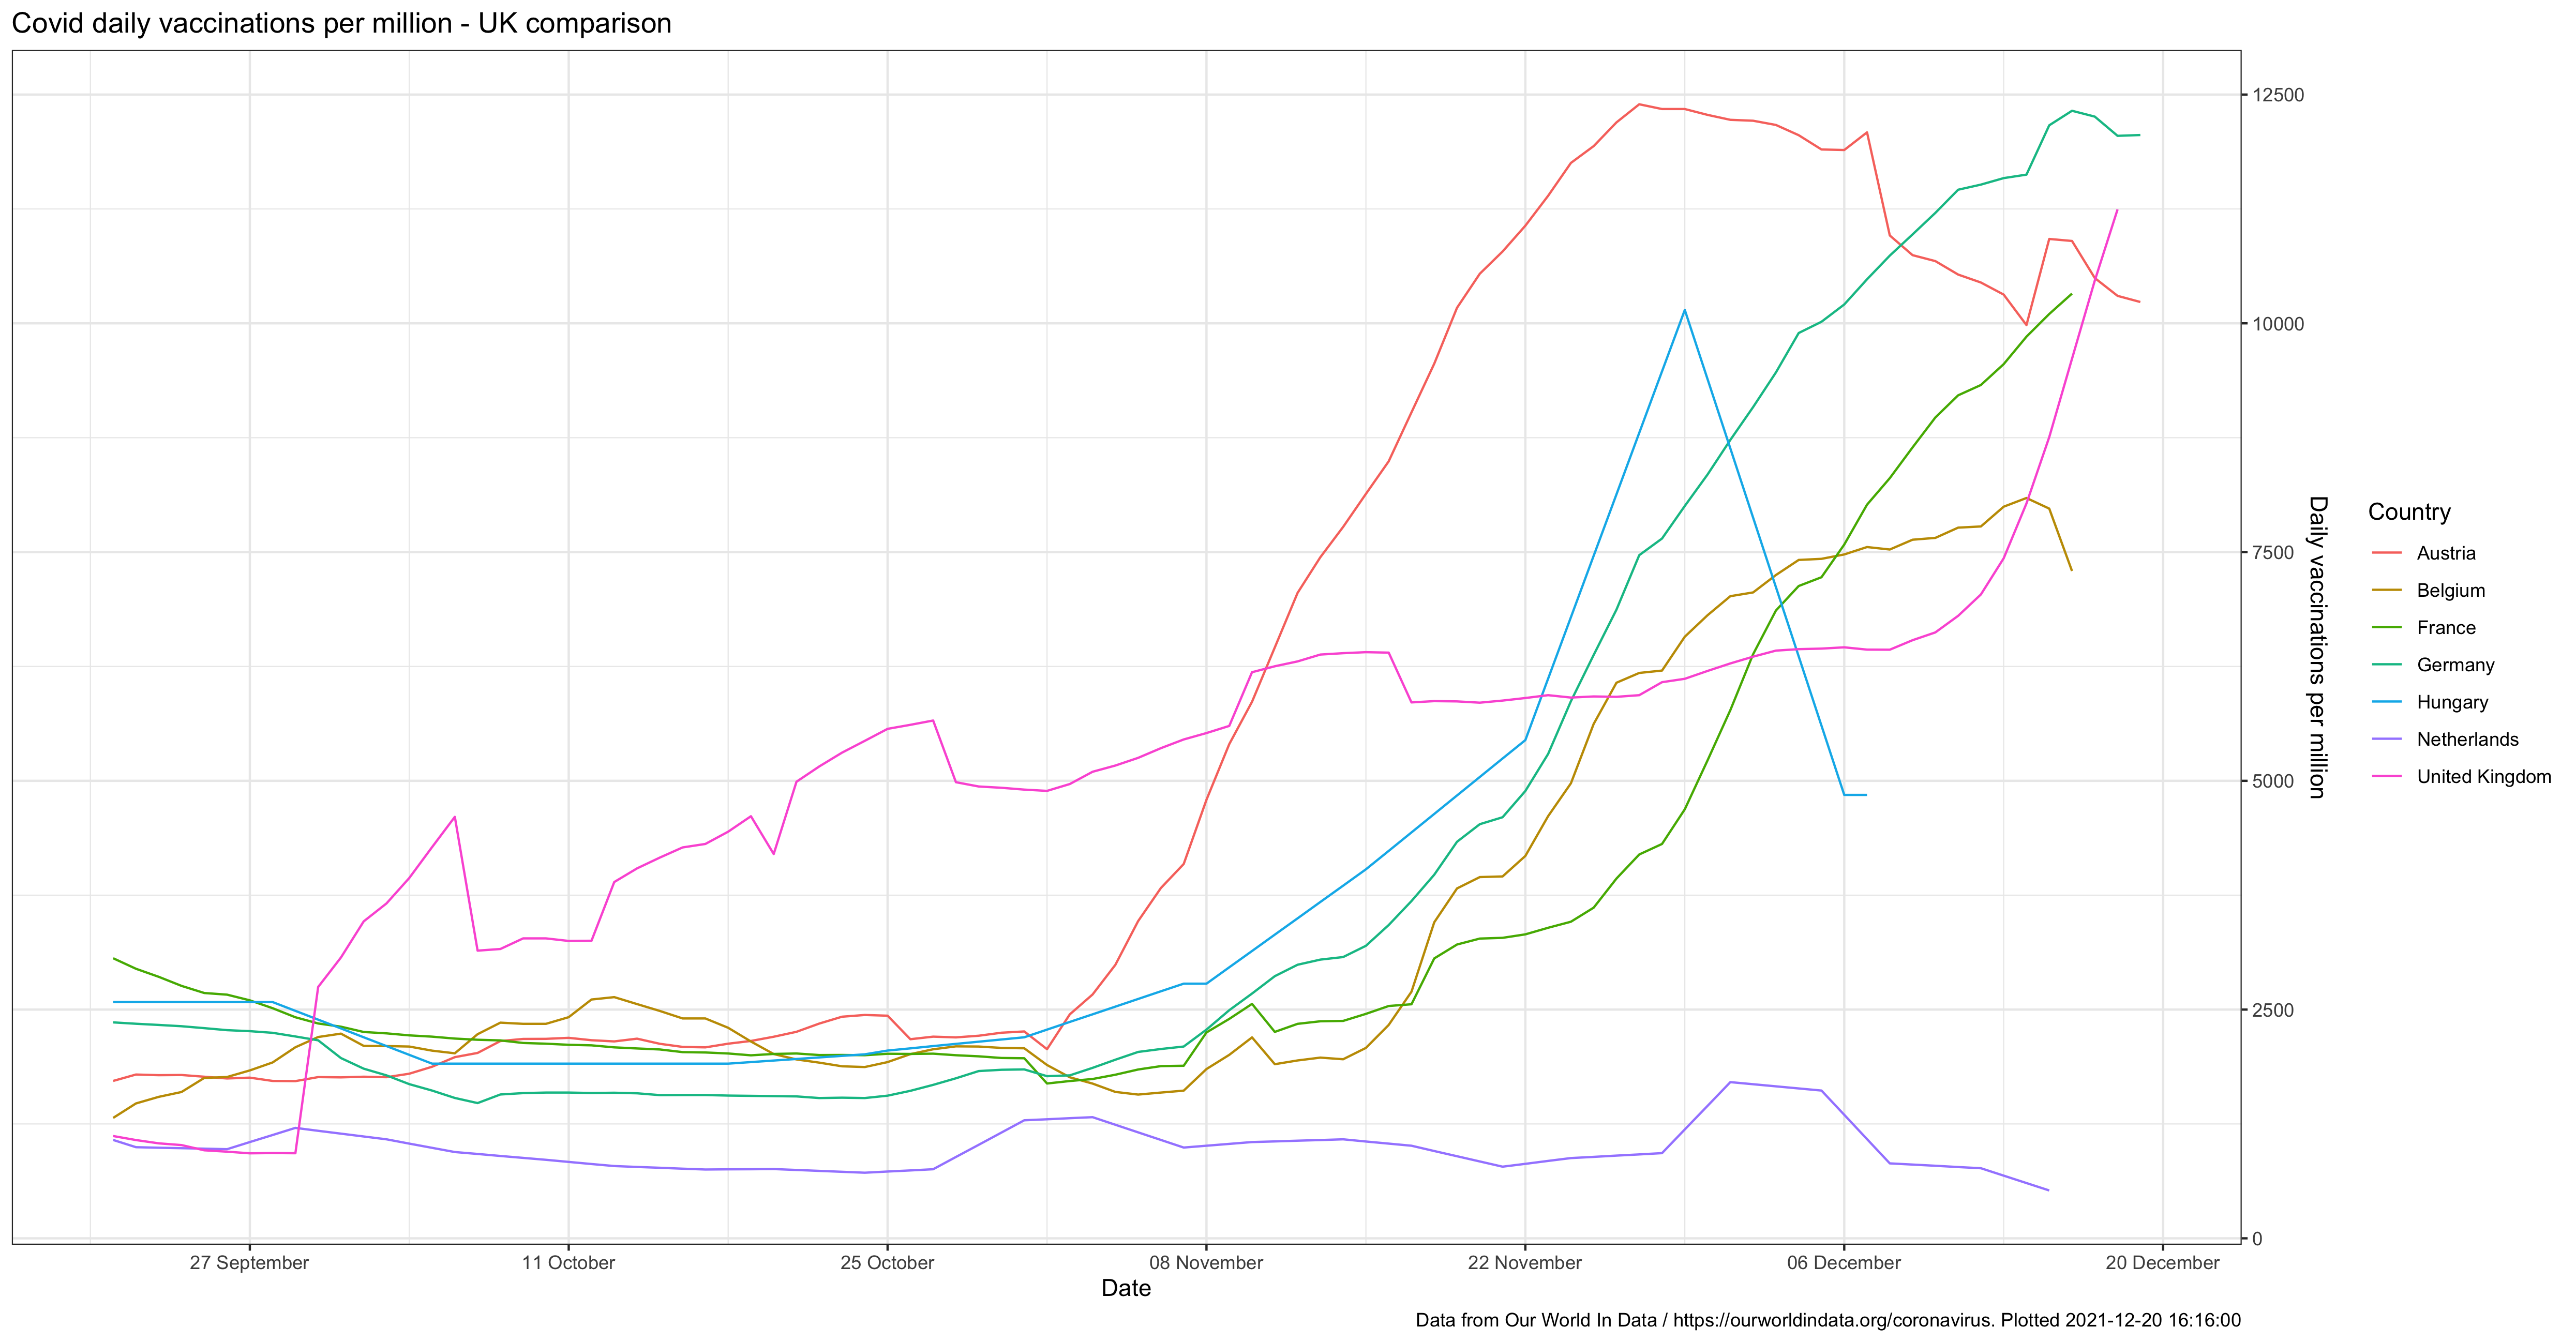 Covid daily vaccinations per million - UK comparison
12500
10000
7500
5000
2500
0
Daily vaccinations per million
Country
Austria
Belgium
France
Germany
Hungary
Netherlands
United Kingdom
27 September 11 October 25 October 08 November 22 November 06 December 20 December
Date
Data from Our World In Data / https://ourworldindata.org/coronavirus. Plotted 2021-12-20 16:16:00